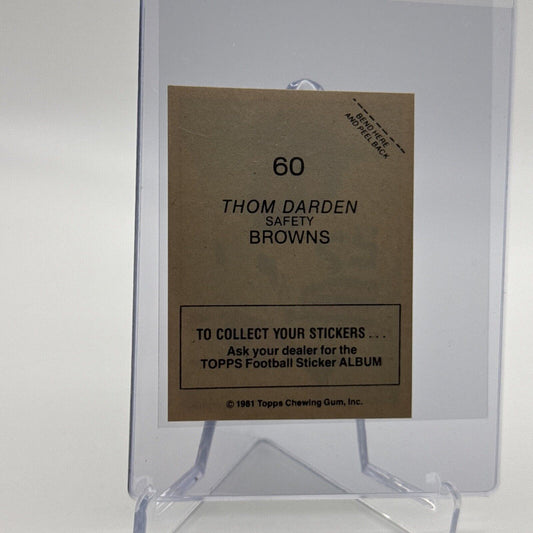 BEND HERE
AND PEEL BACK
60
THOM DARDEN
SAFETY
BROWNS
TO COLLECT YOUR STICKERS...
Ask your dealer for the
TOPPS Football Sticker ALBUM
© 1981 Topps Chewing Gum, Inc.